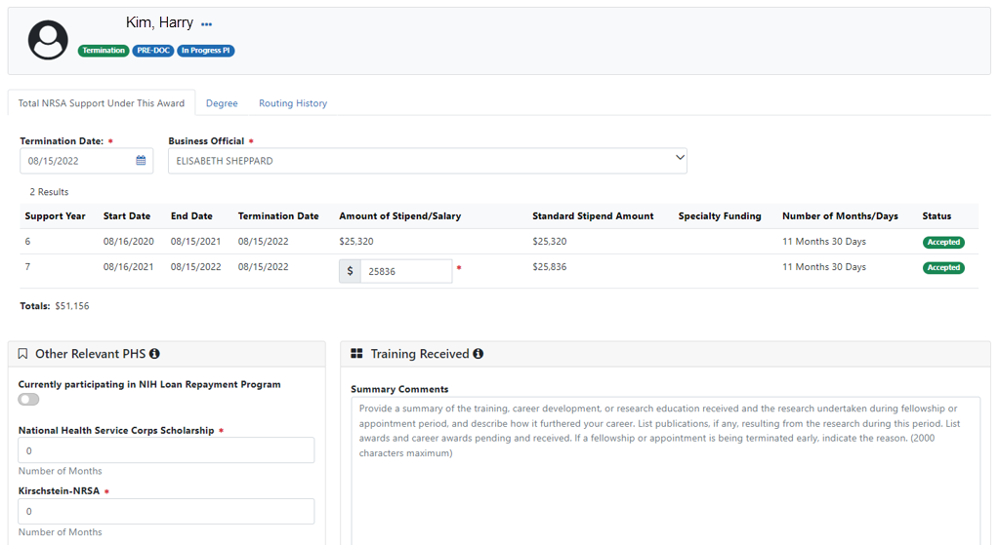 Kim, Harry ...
Termination PRE-DOC In Progress PI
Total NRSA Support Under This Award Degree Routing History
Termination Date: * Business Official *
08/15/2022 ELISABETH SHEPPARD
2 Results
Support Year Start Date End Date Termination Date Amount of Stipend/Salary Standard Stipend Amount Specialty Funding Number of Months/Days Status
6 08/16/2020 08/15/2021 08/15/2022 $25,320 $25,320 11 Months 30 Days Accepted
7 08/16/2021 08/15/2022 08/15/2022 $ 25836 * $25,836 11 Months 30 Days Accepted
Totals: $51,156
Other Relevant PHS
Currently participating in NIH Loan Repayment Program
National Health Service Corps Scholarship *
0
Number of Months
Kirschstein-NRSA *
0
Number of Months
Training Received
Summary Comments
Provide a summary of the training, career development, or research education received and the research undertaken during fellowship or
appointment period, and describe how it furthered your career. List publications, if any, resulting from the research during this period. List
awards and career awards pending and received. If a fellowship or appointment is being terminated early, indicate the reason. (2000
characters maximum)